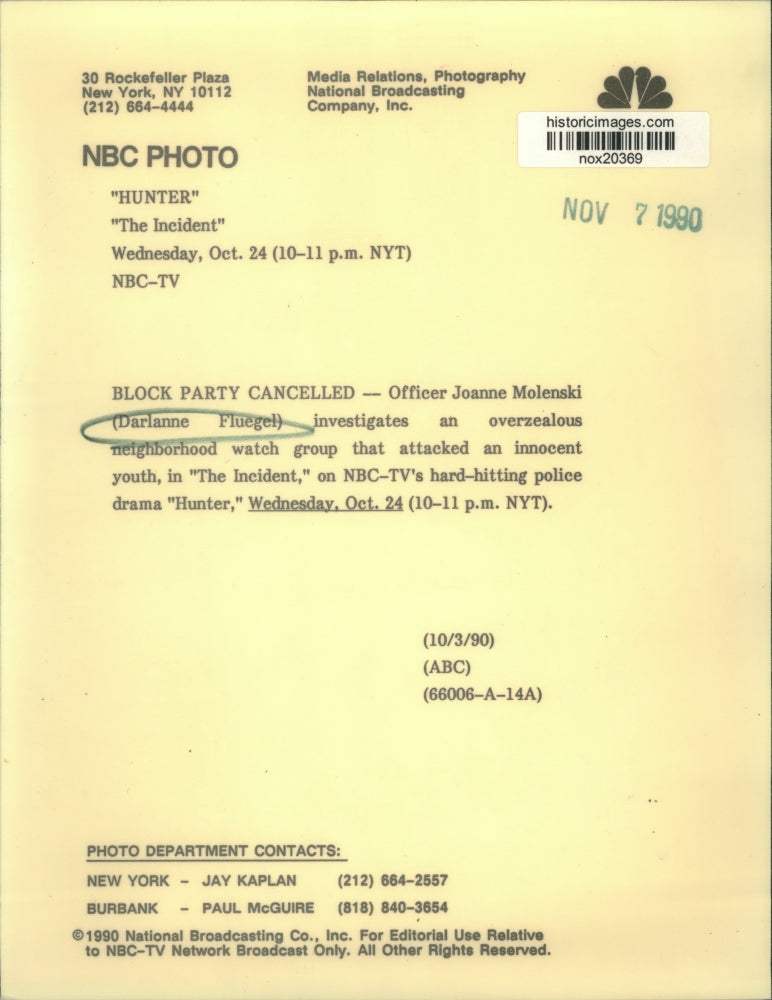 30 Rockefeller Plaza
New York, NY 10112
(212) 664-4444
Media Relations, Photography
National Broadcasting
Company, Inc.
historicimages.com
nox20369
NBC PHOTO
NOV 7 1990
"HUNTER"
"The Incident"
Wednesday, Oct. 24 (10-11 p.m. NYT)
NBC-TV
BLOCK PARTY CANCELLED -- Officer Joanne Molenski
(Darlanne Fluegel) investigates an overzealous
neighborhood watch group that attacked an innocent
youth, in "The Incident," on NBC-TV's hard-hitting police
drama "Hunter," Wednesday, Oct. 24 (10-11 p.m. NYT).
(10/3/90)
(ABC)
(66006-A-14A)
PHOTO DEPARTMENT CONTACTS:
NEW YORK - JAY KAPLAN (212) 664-2557
BURBANK - PAUL McGUIRE (818) 840-3654
©1990 National Broadcasting Co., Inc. For Editorial Use Relative
to NBC-TV Network Broadcast Only. All Other Rights Reserved.